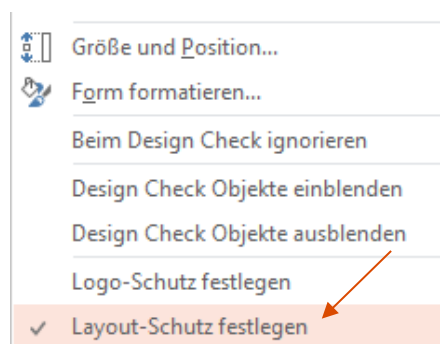 Größe und Position...
Form formatieren...
Beim Design Check ignorieren
Design Check Objekte einblenden
Design Check Objekte ausblenden
Logo-Schutz festlegen
Layout-Schutz festlegen